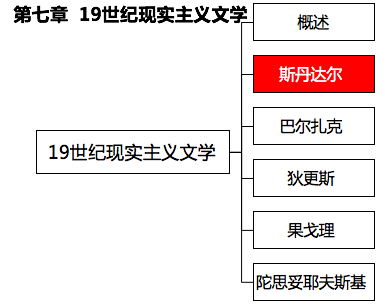 第七章 19世纪现实主义文学
概述
斯丹达尔
巴尔扎克
19世纪现实主义文学
狄更斯
果戈理
陀思妥耶夫斯基